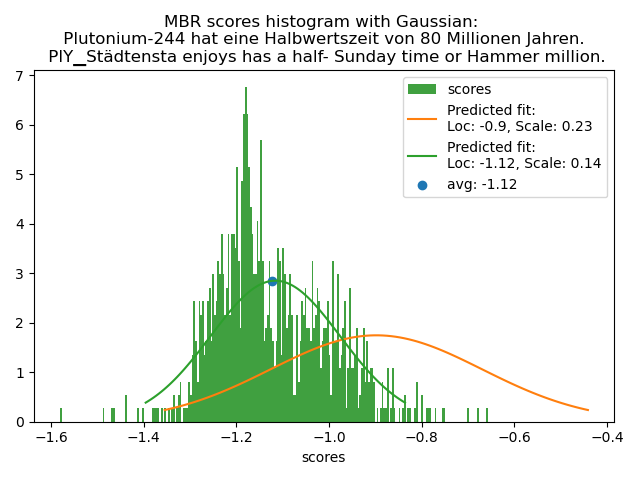 MBR scores histogram with Gaussian:
Plutonium-244 hat eine Halbwertszeit von 80 Millionen Jahren.
PlY▁Städtensta enjoys has a half- Sunday time or Hammer million.
7
6
5
4
3
2
1
0
scores
Predicted fit:
Loc: -0.9, Scale: 0.23
Predicted fit:
Loc: -1.12, Scale: 0.14
avg: -1.12
−1.6 −1.4 −1.2 −1.0 −0.8 −0.6 −0.4
scores